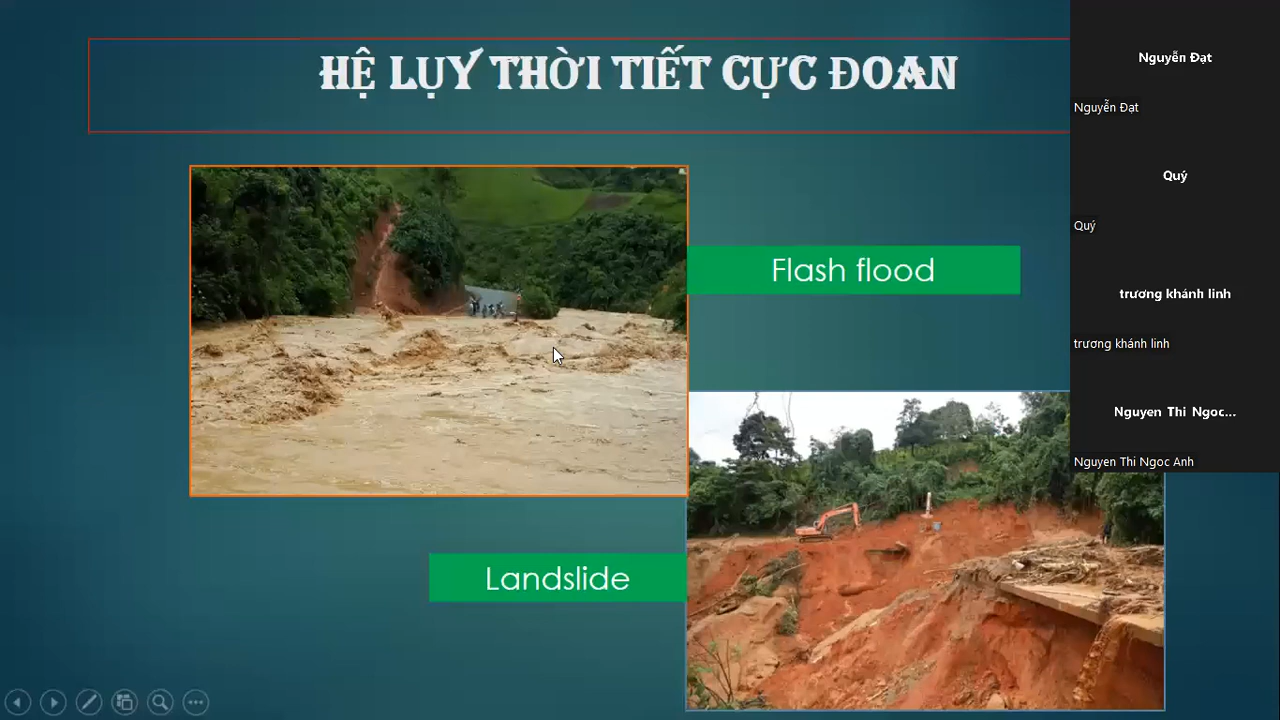 HỆ LỤY THỜI TIẾT CỰC ĐOAN
Flash flood
Landslide
Nguyễn Đạt
Nguyễn Đạt
Quý
Quý
trương khánh linh
trương khánh linh
Nguyen Thi Ngoc...
Nguyen Thi Ngoc Anh